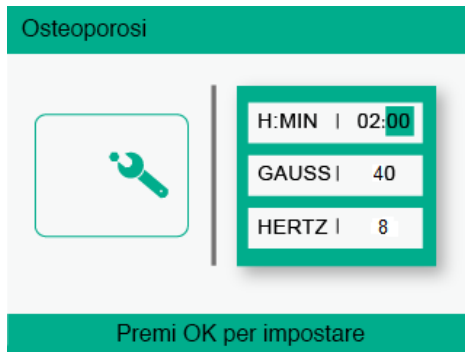 Osteoporosi
H:MIN | 02:00
GAUSS | 40
HERTZ | 8
Premi OK per impostare